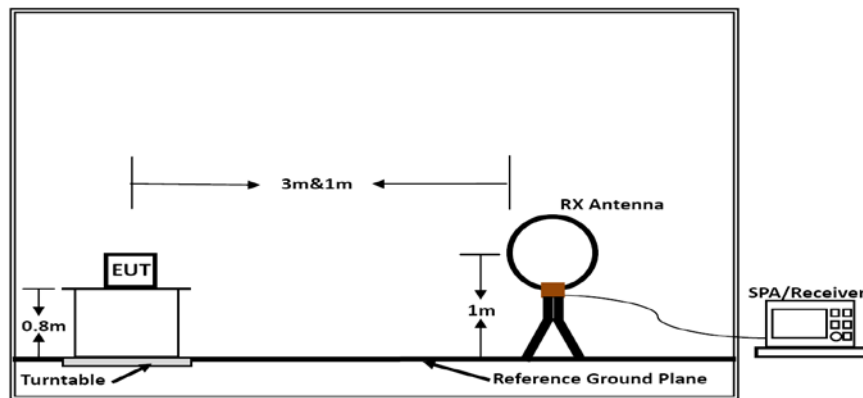 3m&1m
RX Antenna
EUT
SPA/Receiver
0.8m
1m
Turntable
Reference Ground Plane